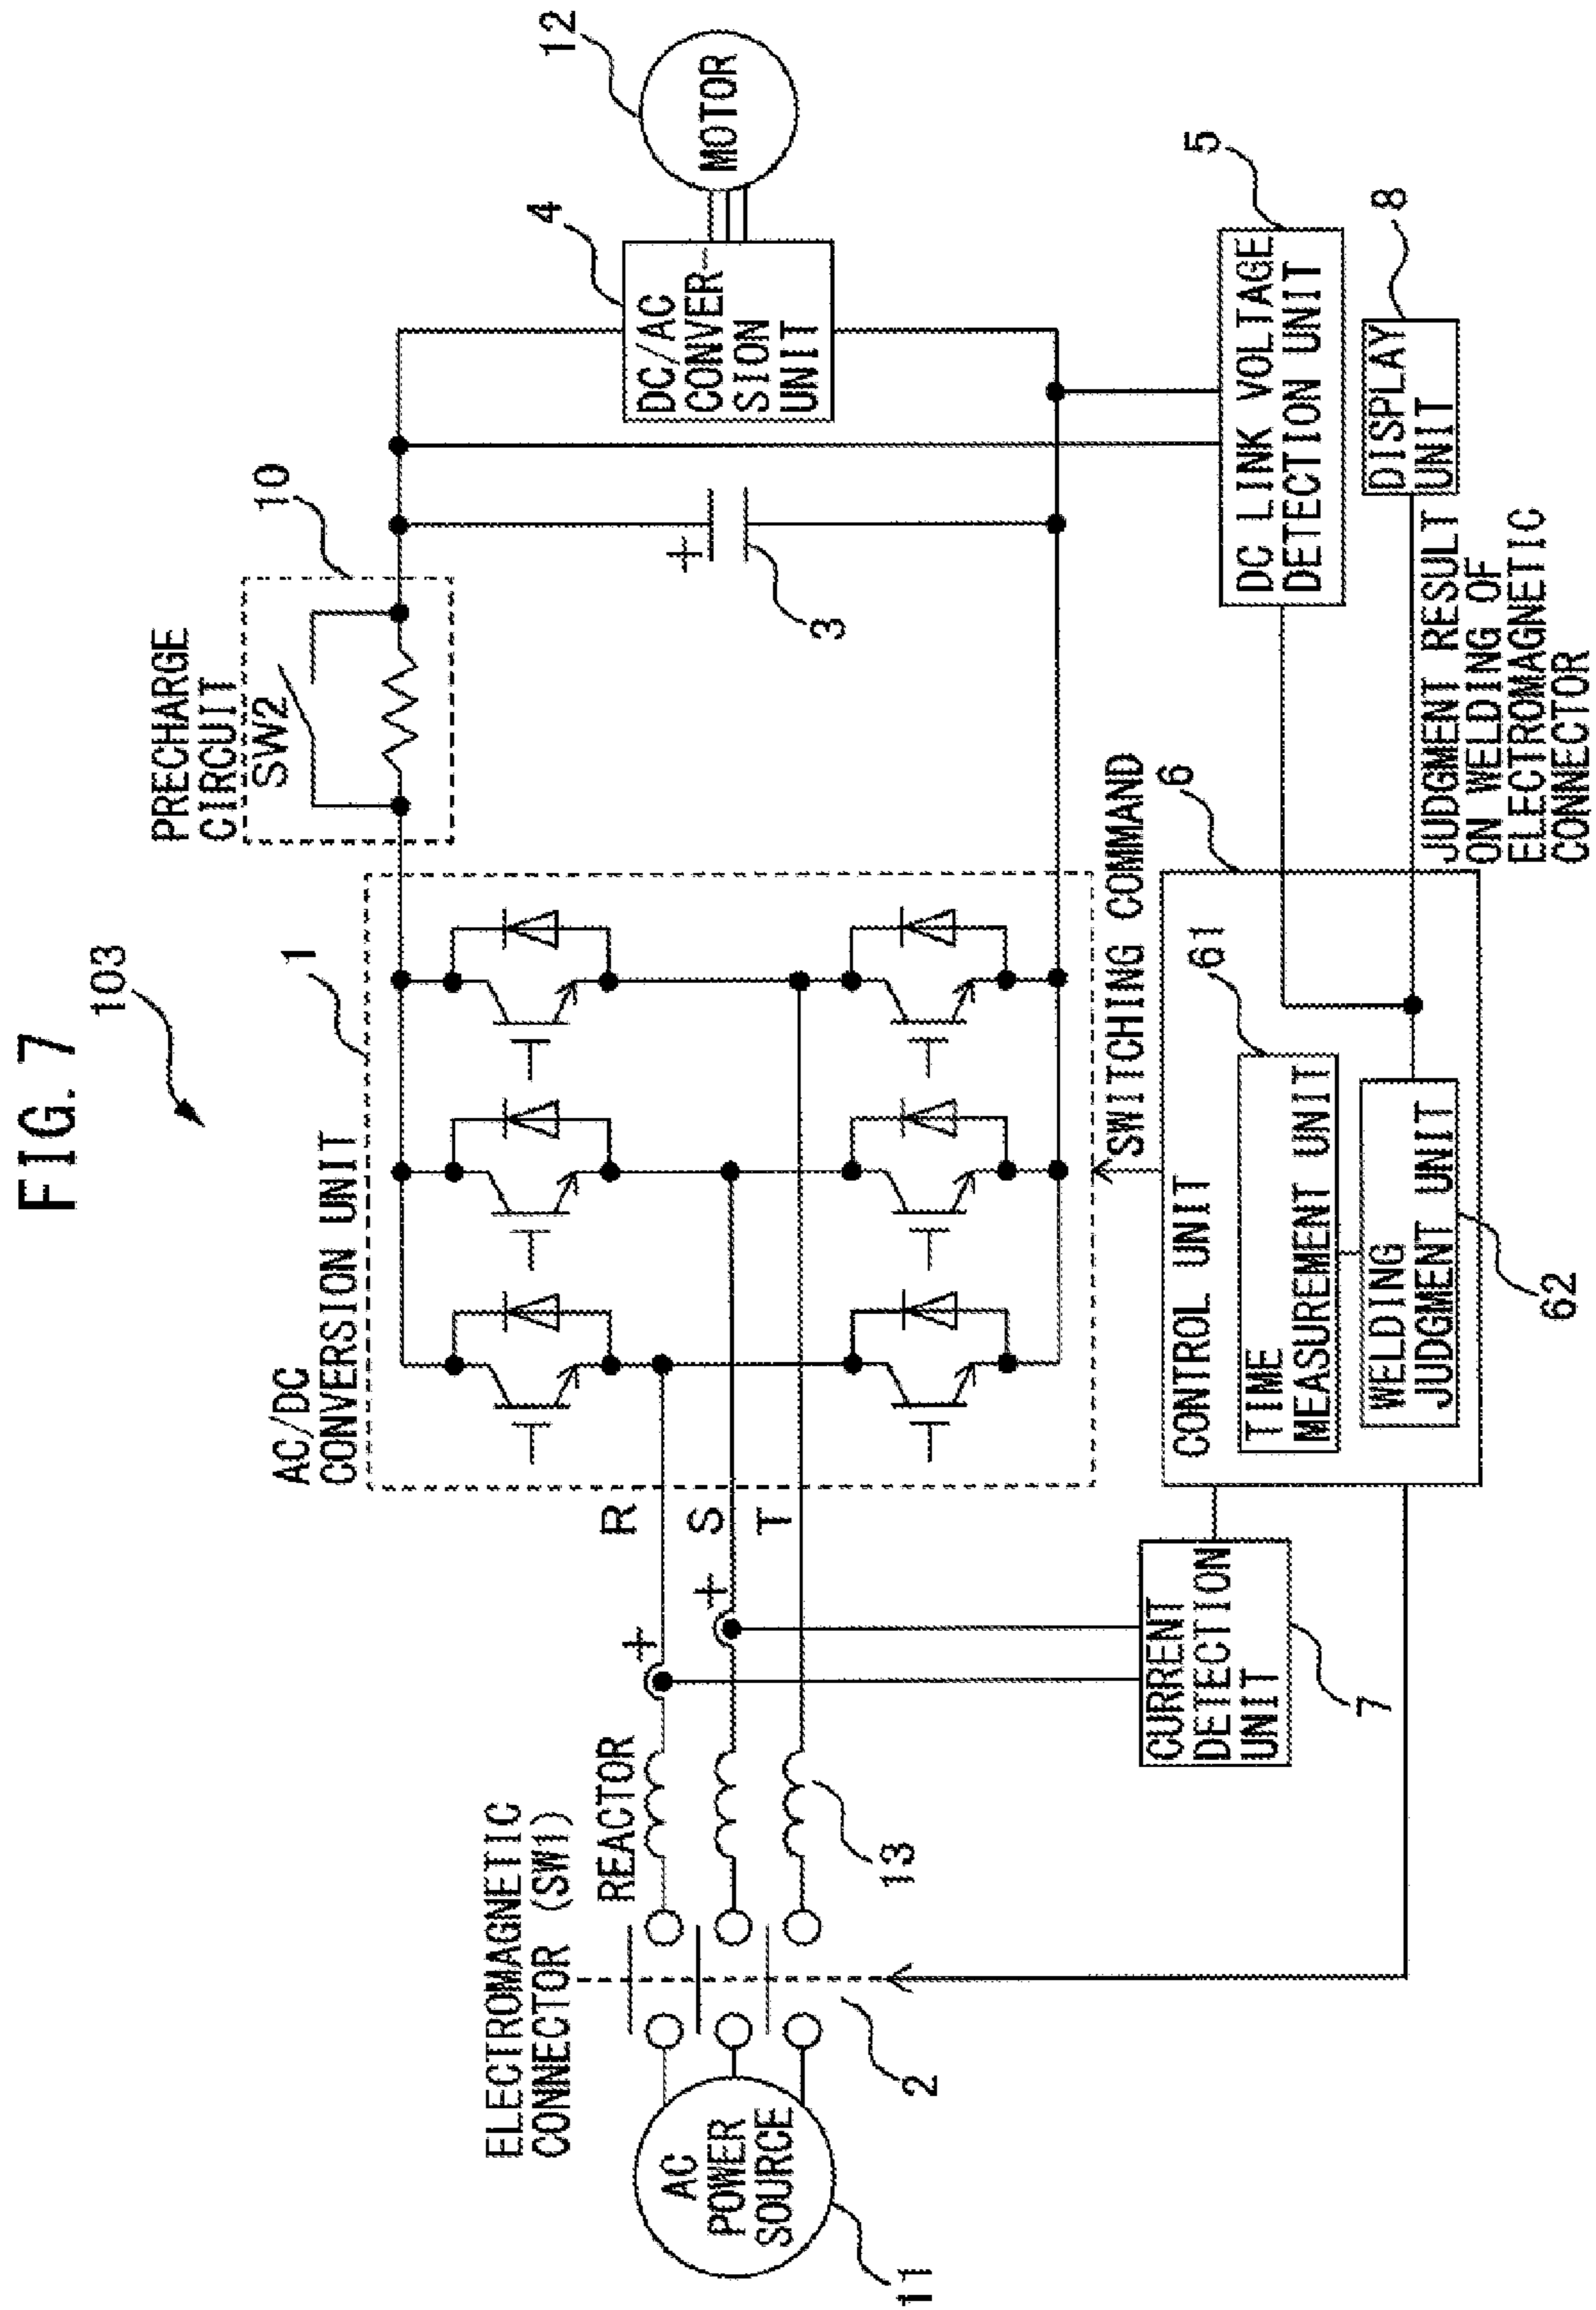 FIG. 7
103
AC/DC
CONVERSION UNIT
1
PRECHARGE
CIRCUIT
SW2
10
ELECTROMAGNETIC
CONNECTOR (SW1)
REACTOR
R
S
T
+
+
+
3
4
DC/AC
CONVER-
SION
UNIT
12
MOTOR
AC
POWER
SOURCE
11
2
13
SWITCHING COMMAND
CURRENT
DETECTION
UNIT
7
6
CONTROL UNIT
61
TIME
MEASUREMENT UNIT
WELDING
JUDGMENT UNIT
62
5
DC LINK VOLTAGE
DETECTION UNIT
8
DISPLAY
UNIT
JUDGMENT RESULT
ON WELDING OF
ELECTROMAGNETIC
CONNECTOR